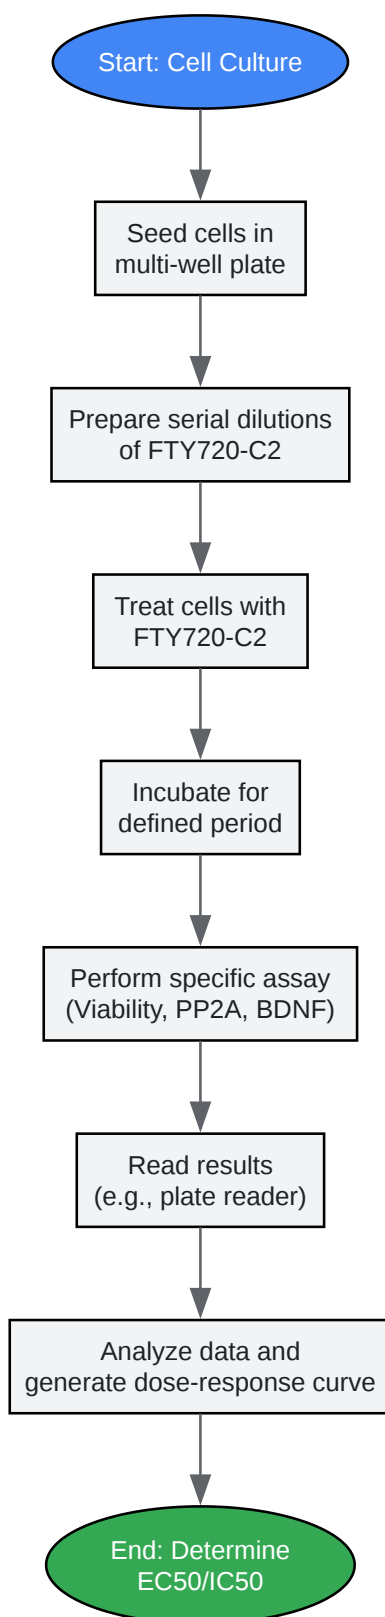 Start: Cell Culture
Seed cells in
multi-well plate
Prepare serial dilutions
of FTY720-C2
Treat cells with
FTY720-C2
Incubate for
defined period
Perform specific assay
(Viability, PP2A, BDNF)
Read results
(e.g., plate reader)
Analyze data and
generate dose-response curve
End: Determine
EC50/IC50